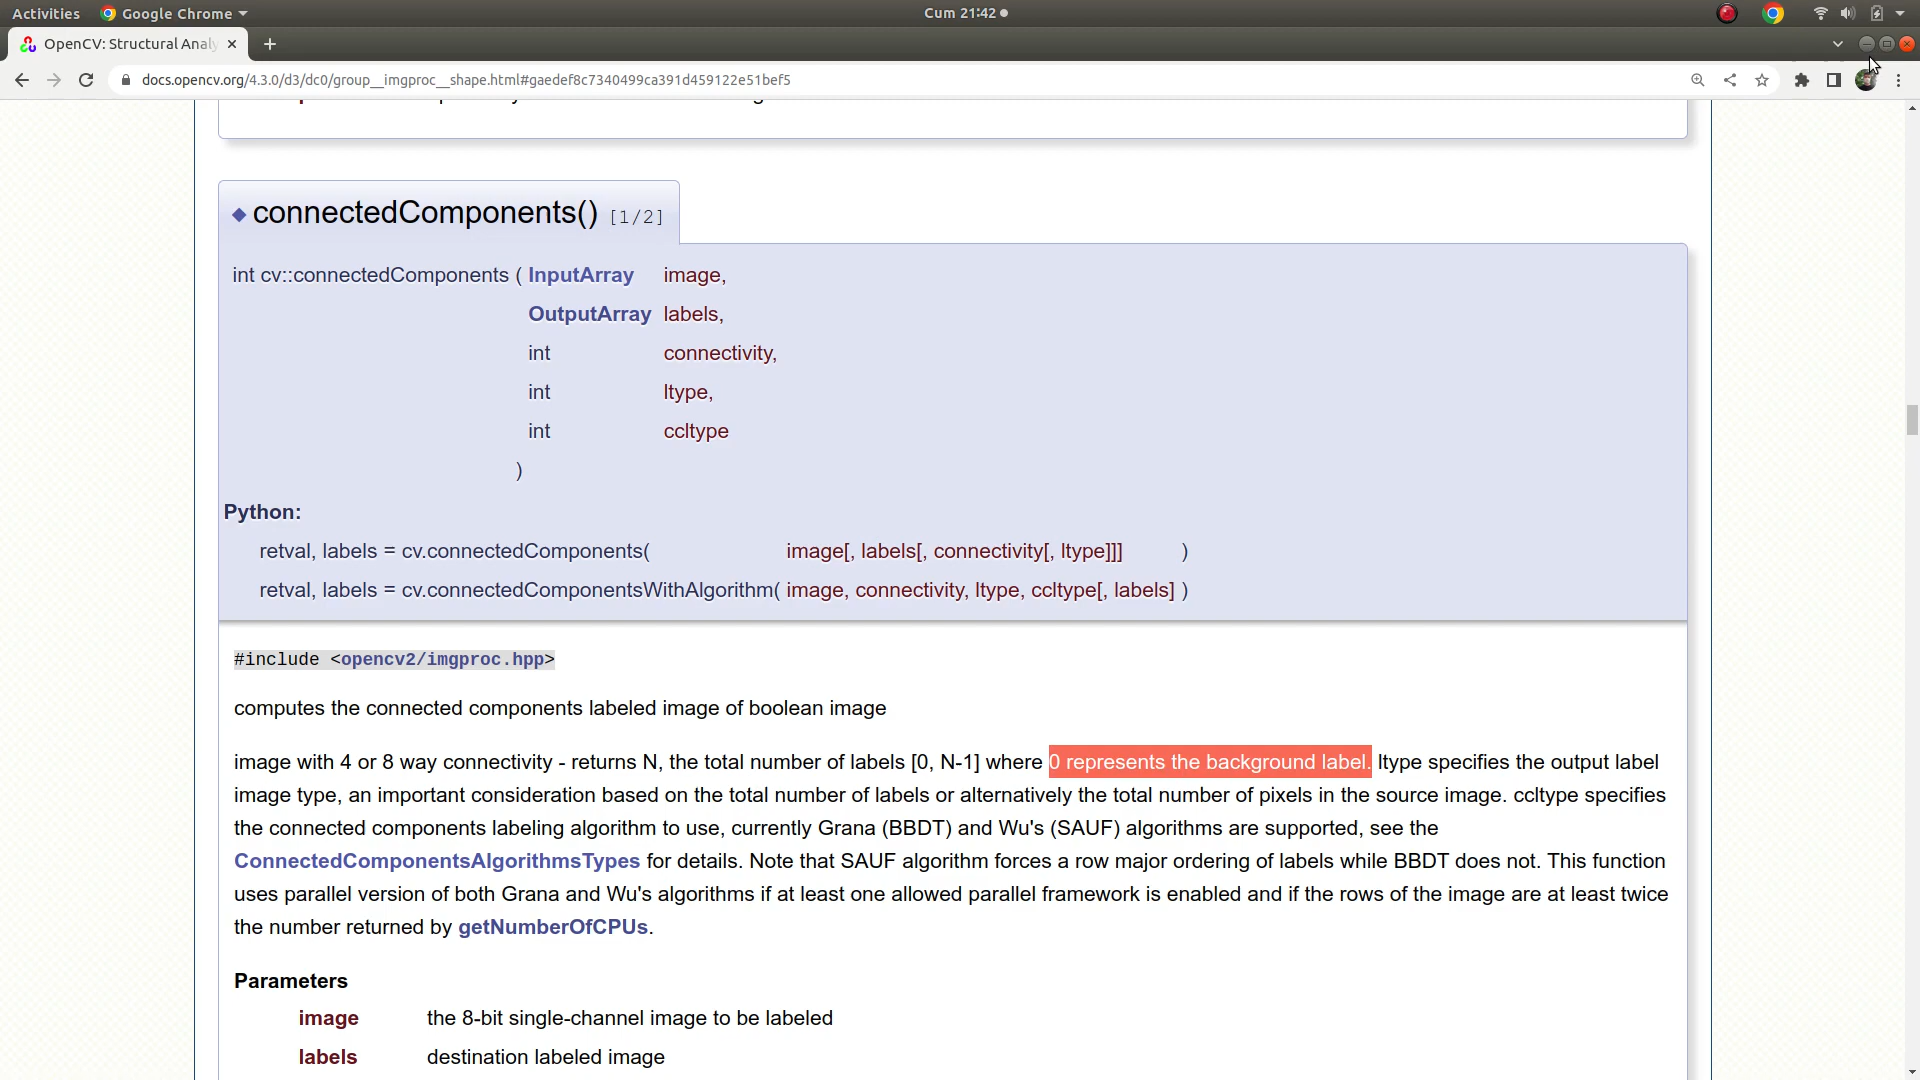 Activities Google Chrome Cum 21:42
OpenCV: Structural Analy
docs.opencv.org/4.3.0/d3/dc0/group__imgproc__shape.html#gaedef8c7340499ca391d459122e51bef5
connectedComponents() [1/2]
int cv::connectedComponents ( InputArray image,
OutputArray labels,
int connectivity,
int ltype,
int ccltype
)
Python:
retval, labels = cv.connectedComponents( image[, labels[, connectivity[, ltype]]] )
retval, labels = cv.connectedComponentsWithAlgorithm( image, connectivity, ltype, ccltype[, labels] )
#include <opencv2/imgproc.hpp>
computes the connected components labeled image of boolean image
image with 4 or 8 way connectivity - returns N, the total number of labels [0, N-1] where 0 represents the background label. ltype specifies the output label
image type, an important consideration based on the total number of labels or alternatively the total number of pixels in the source image. ccltype specifies
the connected components labeling algorithm to use, currently Grana (BBDT) and Wu's (SAUF) algorithms are supported, see the
ConnectedComponentsAlgorithmsTypes for details. Note that SAUF algorithm forces a row major ordering of labels while BBDT does not. This function
uses parallel version of both Grana and Wu's algorithms if at least one allowed parallel framework is enabled and if the rows of the image are at least twice
the number returned by getNumberOfCPUs.
Parameters
image the 8-bit single-channel image to be labeled
labels destination labeled image